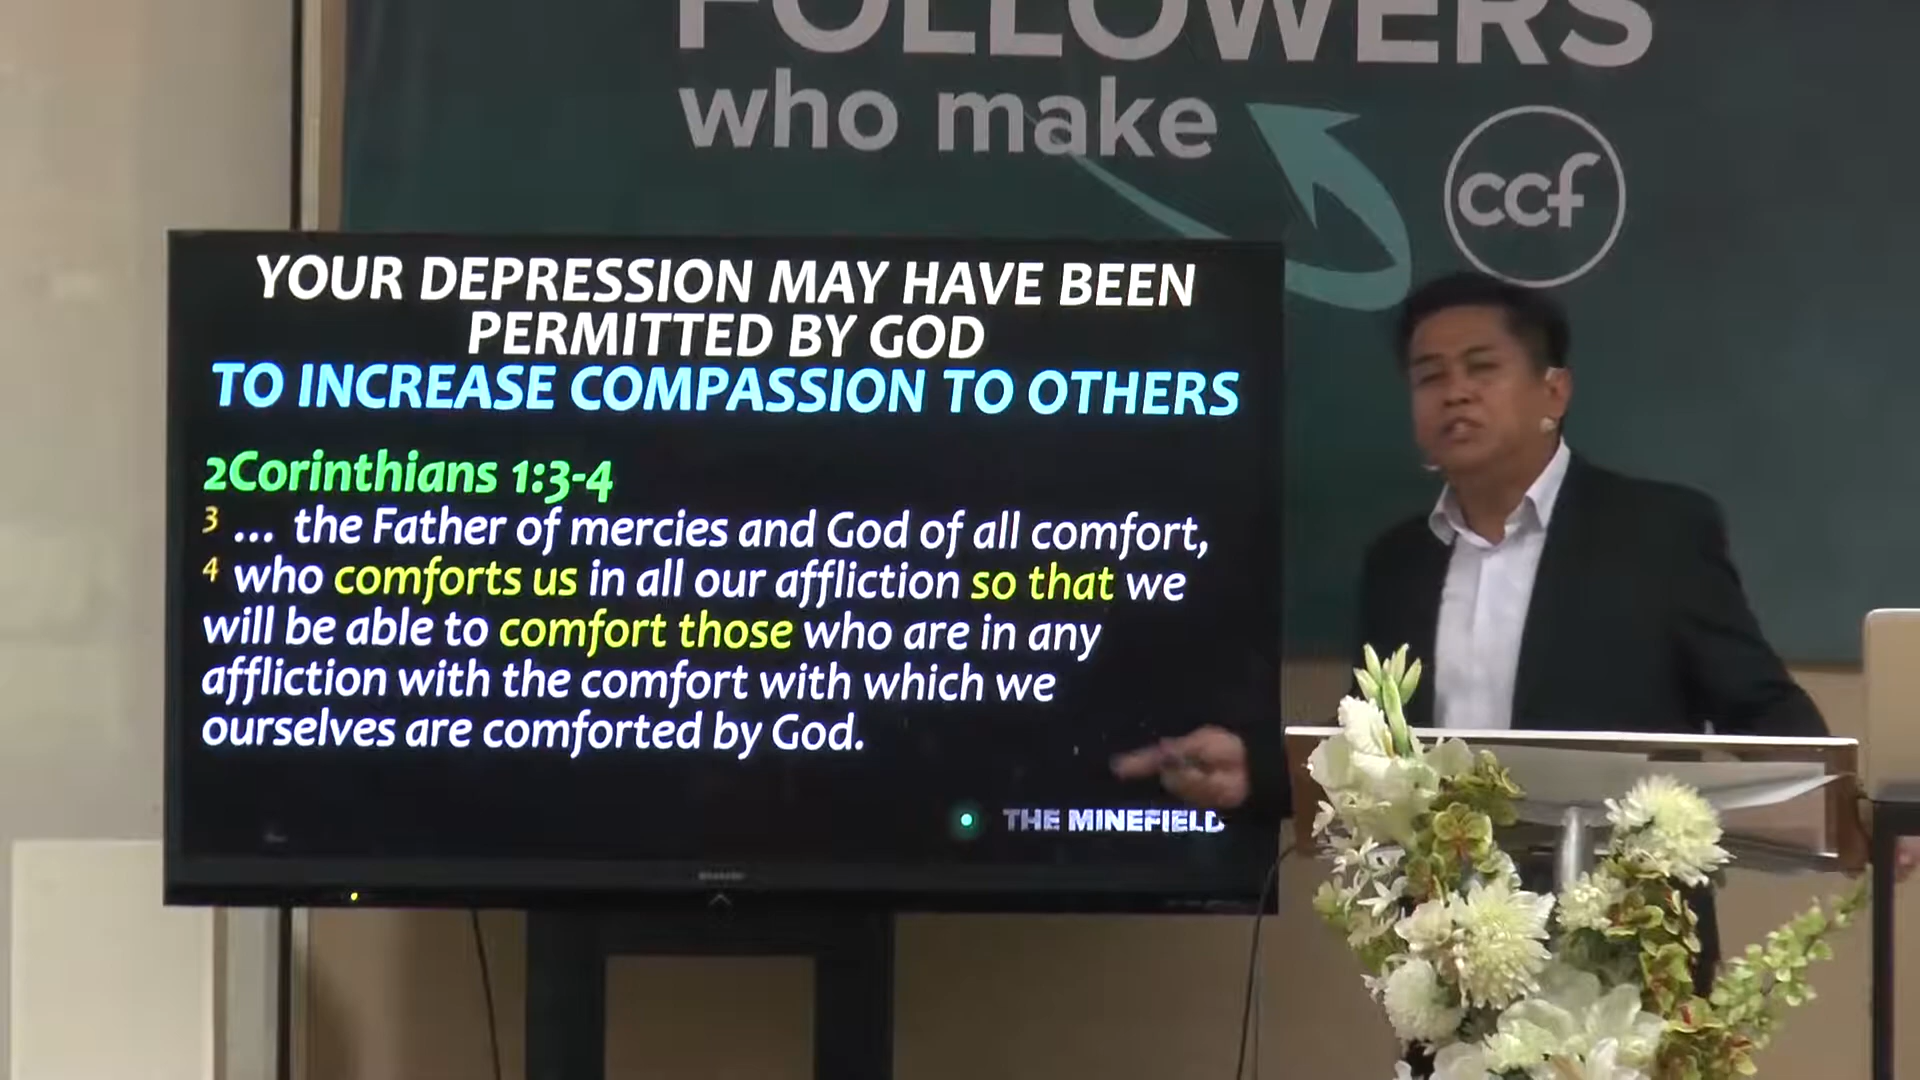 FOLLOWERS
who make
ccf
YOUR DEPRESSION MAY HAVE BEEN
PERMITTED BY GOD
TO INCREASE COMPASSION TO OTHERS
2Corinthians 1:3-4
3 ... the Father of mercies and God of all comfort,
4 who comforts us in all our affliction so that we
will be able to comfort those who are in any
affliction with the comfort with which we
ourselves are comforted by God.
THE MINEFIELD